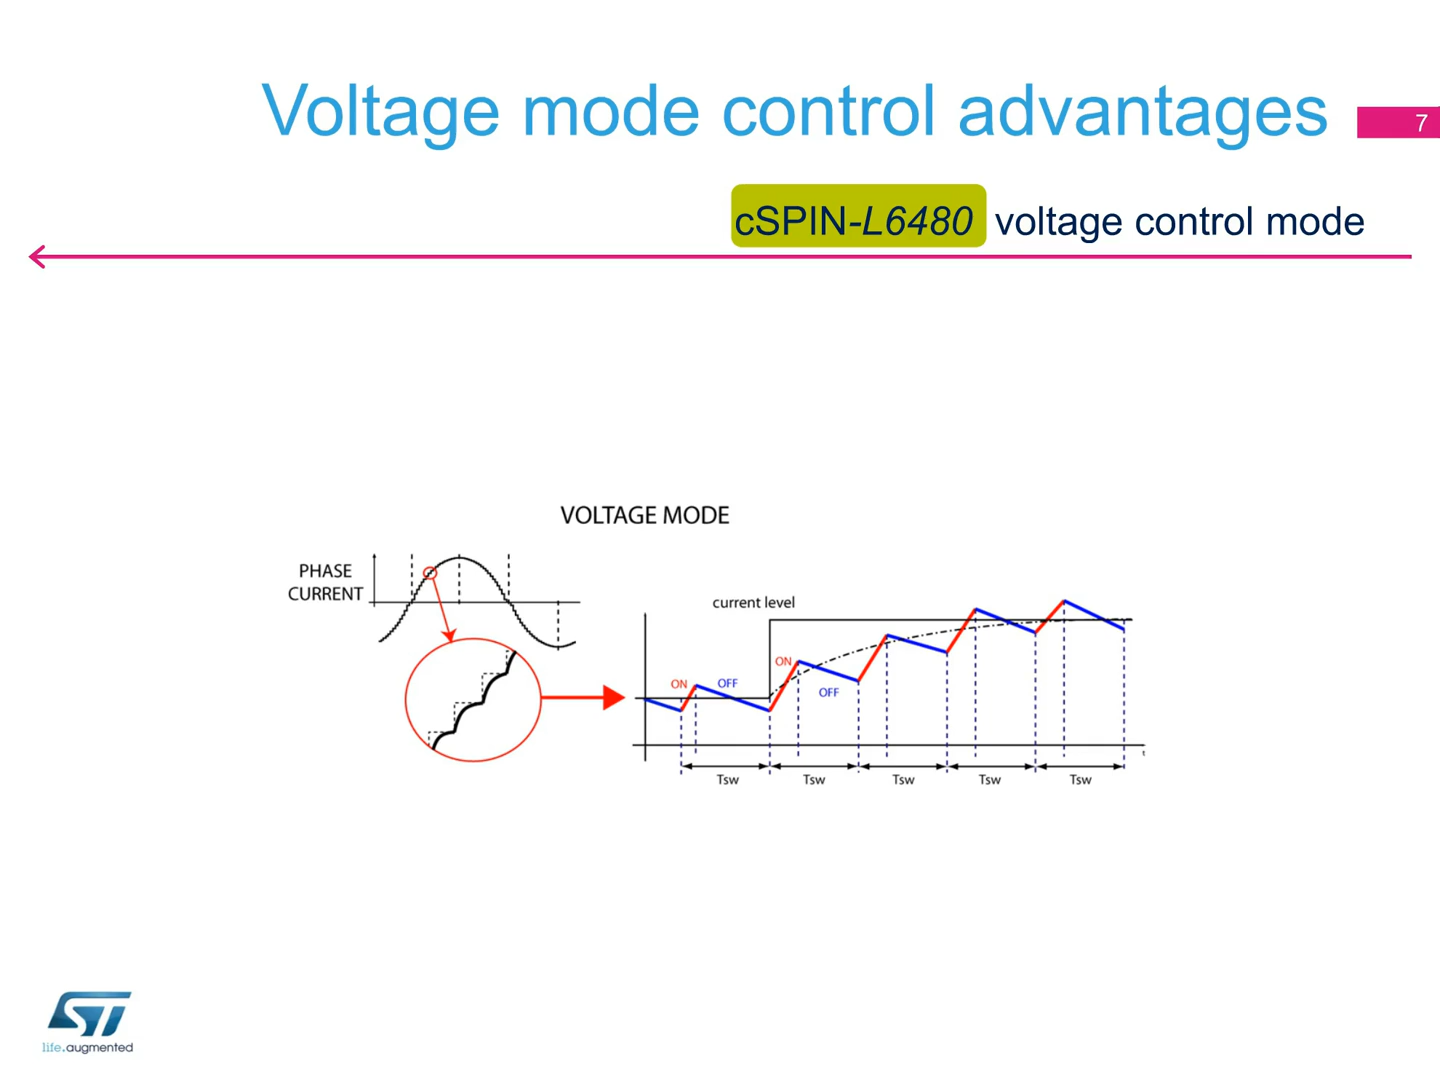 Voltage mode control advantages
7
cSPIN-L6480 voltage control mode
VOLTAGE MODE
PHASE
CURRENT
current level
ON
OFF
ON
OFF
Tsw
Tsw
Tsw
Tsw
Tsw
t
ST
life.augmented